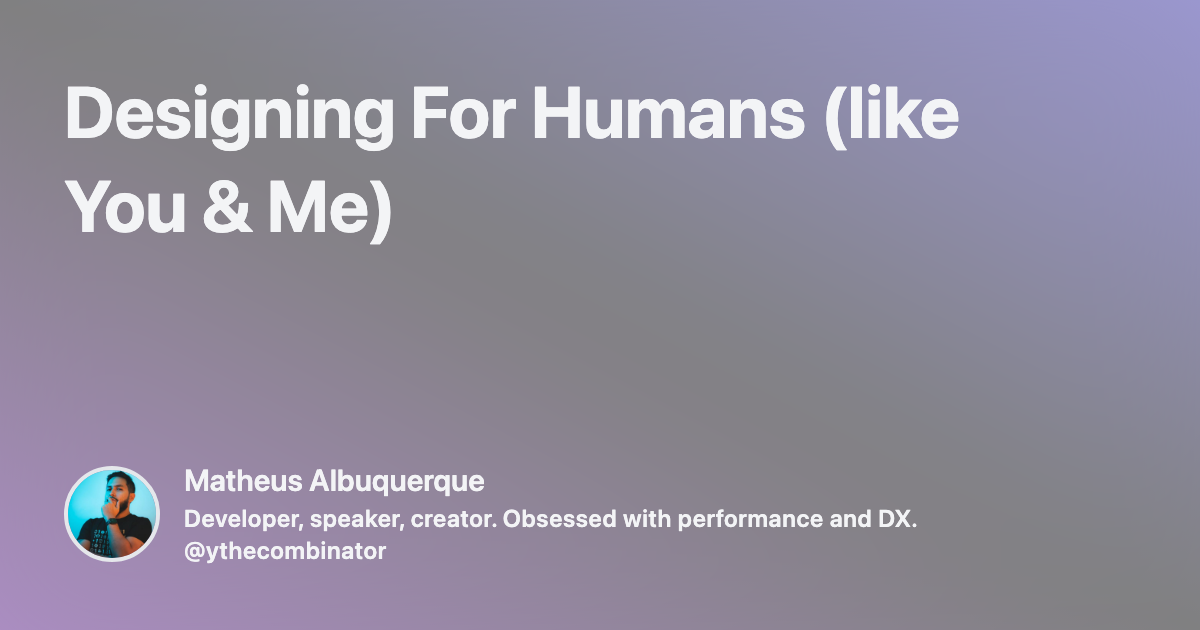 Designing For Humans (like
You & Me)
Matheus Albuquerque
Developer, speaker, creator. Obsessed with performance and DX.
@ythecombinator